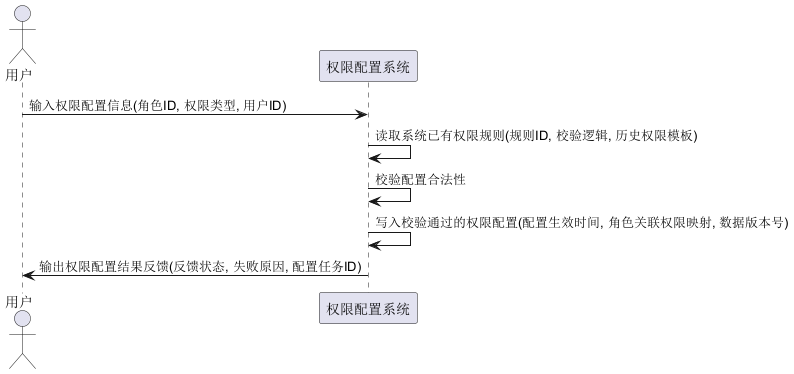 用户
权限配置系统
输入权限配置信息(角色ID, 权限类型, 用户ID)
读取系统已有权限规则(规则ID, 校验逻辑, 历史权限模板)
校验配置合法性
写入校验通过的权限配置(配置生效时间, 角色关联权限映射, 数据版本号)
输出权限配置结果反馈(反馈状态, 失败原因, 配置任务ID)
用户
权限配置系统